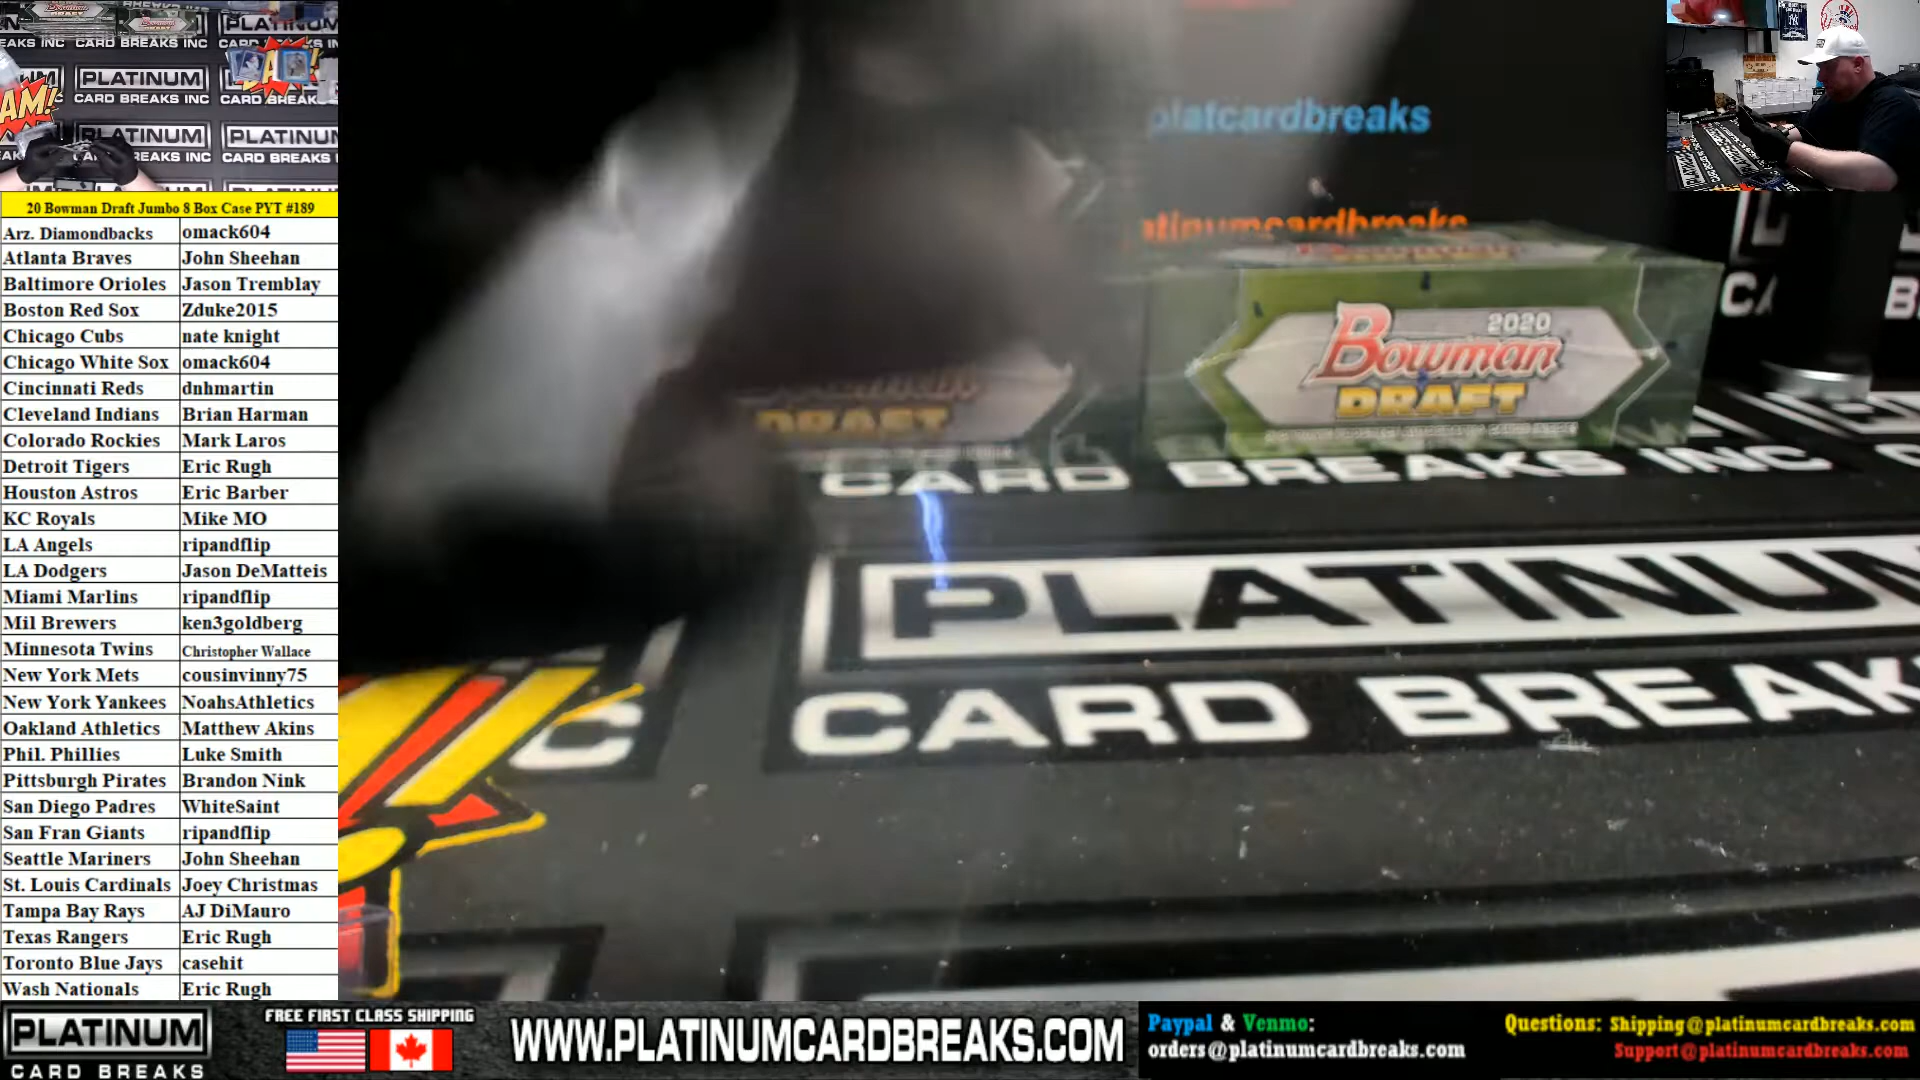 20 Bowman Draft Jumbo 8 Box Case PYT #189
Arz. Diamondbacks omack604
Atlanta Braves John Sheehan
Baltimore Orioles Jason Tremblay
Boston Red Sox Zduke2015
Chicago Cubs nate knight
Chicago White Sox omack604
Cincinnati Reds dnhmartin
Cleveland Indians Brian Harman
Colorado Rockies Mark Laros
Detroit Tigers Eric Rugh
Houston Astros Eric Barber
KC Royals Mike MO
LA Angels ripandflip
LA Dodgers Jason DeMatteis
Miami Marlins ripandflip
Mil Brewers ken3goldberg
Minnesota Twins Christopher Wallace
New York Mets cousinvinny75
New York Yankees NoahsAthletics
Oakland Athletics Matthew Akins
Phil. Phillies Luke Smith
Pittsburgh Pirates Brandon Nink
San Diego Padres WhiteSaint
San Fran Giants ripandflip
Seattle Mariners John Sheehan
St. Louis Cardinals Joey Christmas
Tampa Bay Rays AJ DiMauro
Texas Rangers Eric Rugh
Toronto Blue Jays casehit
Wash Nationals Eric Rugh
PLATINUM
CARD BREAKS INC
PLATINUM
platcardbreaks
atinumcardbreaks
2020
Bowman
DRAFT
DRAFT
CARD BREAKS INC
PLATINUM
CARD BREAK
PLATINUM
CARD BREAKS
FREE FIRST CLASS SHIPPING
WWW.PLATINUMCARDBREAKS.COM
Paypal & Venmo:
orders@platinumcardbreaks.com
Questions: Shipping@platinumcardbreaks.com
Support@platinumcardbreaks.com